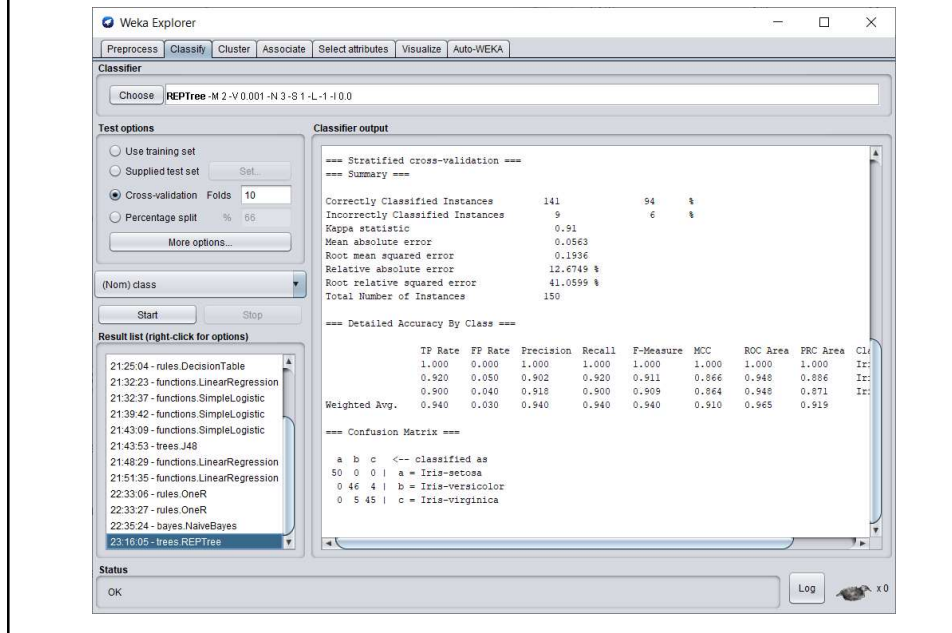 Weka Explorer
Preprocess Classify Cluster Associate Select attributes Visualize Auto-WEKA
Classifier
Choose REPTree -M 2 -V 0.001 -N 3 -S 1 -L -1 -I 0.0
Test options
Use training set
Supplied test set Set...
Cross-validation Folds 10
Percentage split % 66
More options...
(Nom) class
Start Stop
Result list (right-click for options)
21:25:04 - rules.DecisionTable
21:32:23 - functions.LinearRegression
21:32:37 - functions.SimpleLogistic
21:39:42 - functions.SimpleLogistic
21:43:09 - functions.SimpleLogistic
21:43:53 - trees.J48
21:48:29 - functions.LinearRegression
21:51:35 - functions.LinearRegression
22:33:06 - rules.OneR
22:33:27 - rules.OneR
22:35:24 - bayes.NaiveBayes
23:16:05 - trees.REPTree
Classifier output
=== Stratified cross-validation ===
=== Summary ===
Correctly Classified Instances 141 94 %
Incorrectly Classified Instances 9 6 %
Kappa statistic 0.91
Mean absolute error 0.0563
Root mean squared error 0.1936
Relative absolute error 12.6749 %
Root relative squared error 41.0599 %
Total Number of Instances 150
=== Detailed Accuracy By Class ===
TP Rate FP Rate Precision Recall F-Measure MCC ROC Area PRC Area Cla
1.000 0.000 1.000 1.000 1.000 1.000 1.000 1.000 Iri
0.920 0.050 0.902 0.920 0.911 0.866 0.948 0.886 Iri
0.900 0.040 0.918 0.900 0.909 0.864 0.948 0.871 Iri
Weighted Avg. 0.940 0.030 0.940 0.940 0.940 0.910 0.965 0.919
=== Confusion Matrix ===
a b c <-- classified as
50 0 0 | a = Iris-setosa
0 46 4 | b = Iris-versicolor
0 5 45 | c = Iris-virginica
Status
OK
Log x 0